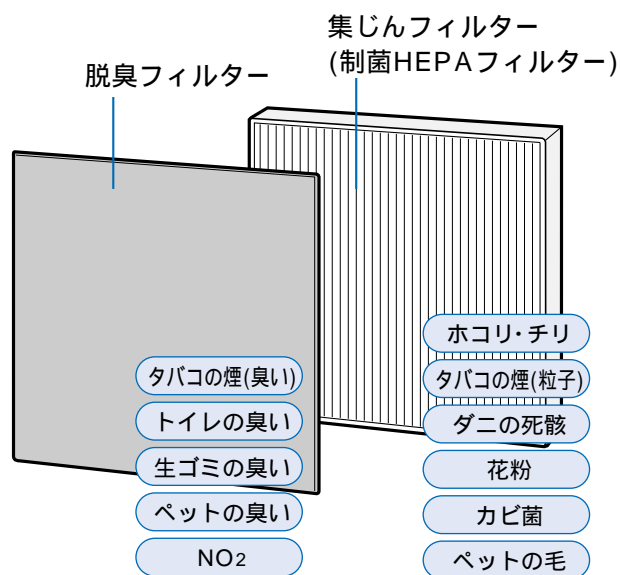 脱臭フィルター
集じんフィルター
(制菌HEPAフィルター)
タバコの煙(臭い)
トイレの臭い
生ゴミの臭い
ペットの臭い
NO2
ホコリ・チリ
タバコの煙(粒子)
ダニの死骸
花粉
カビ菌
ペットの毛